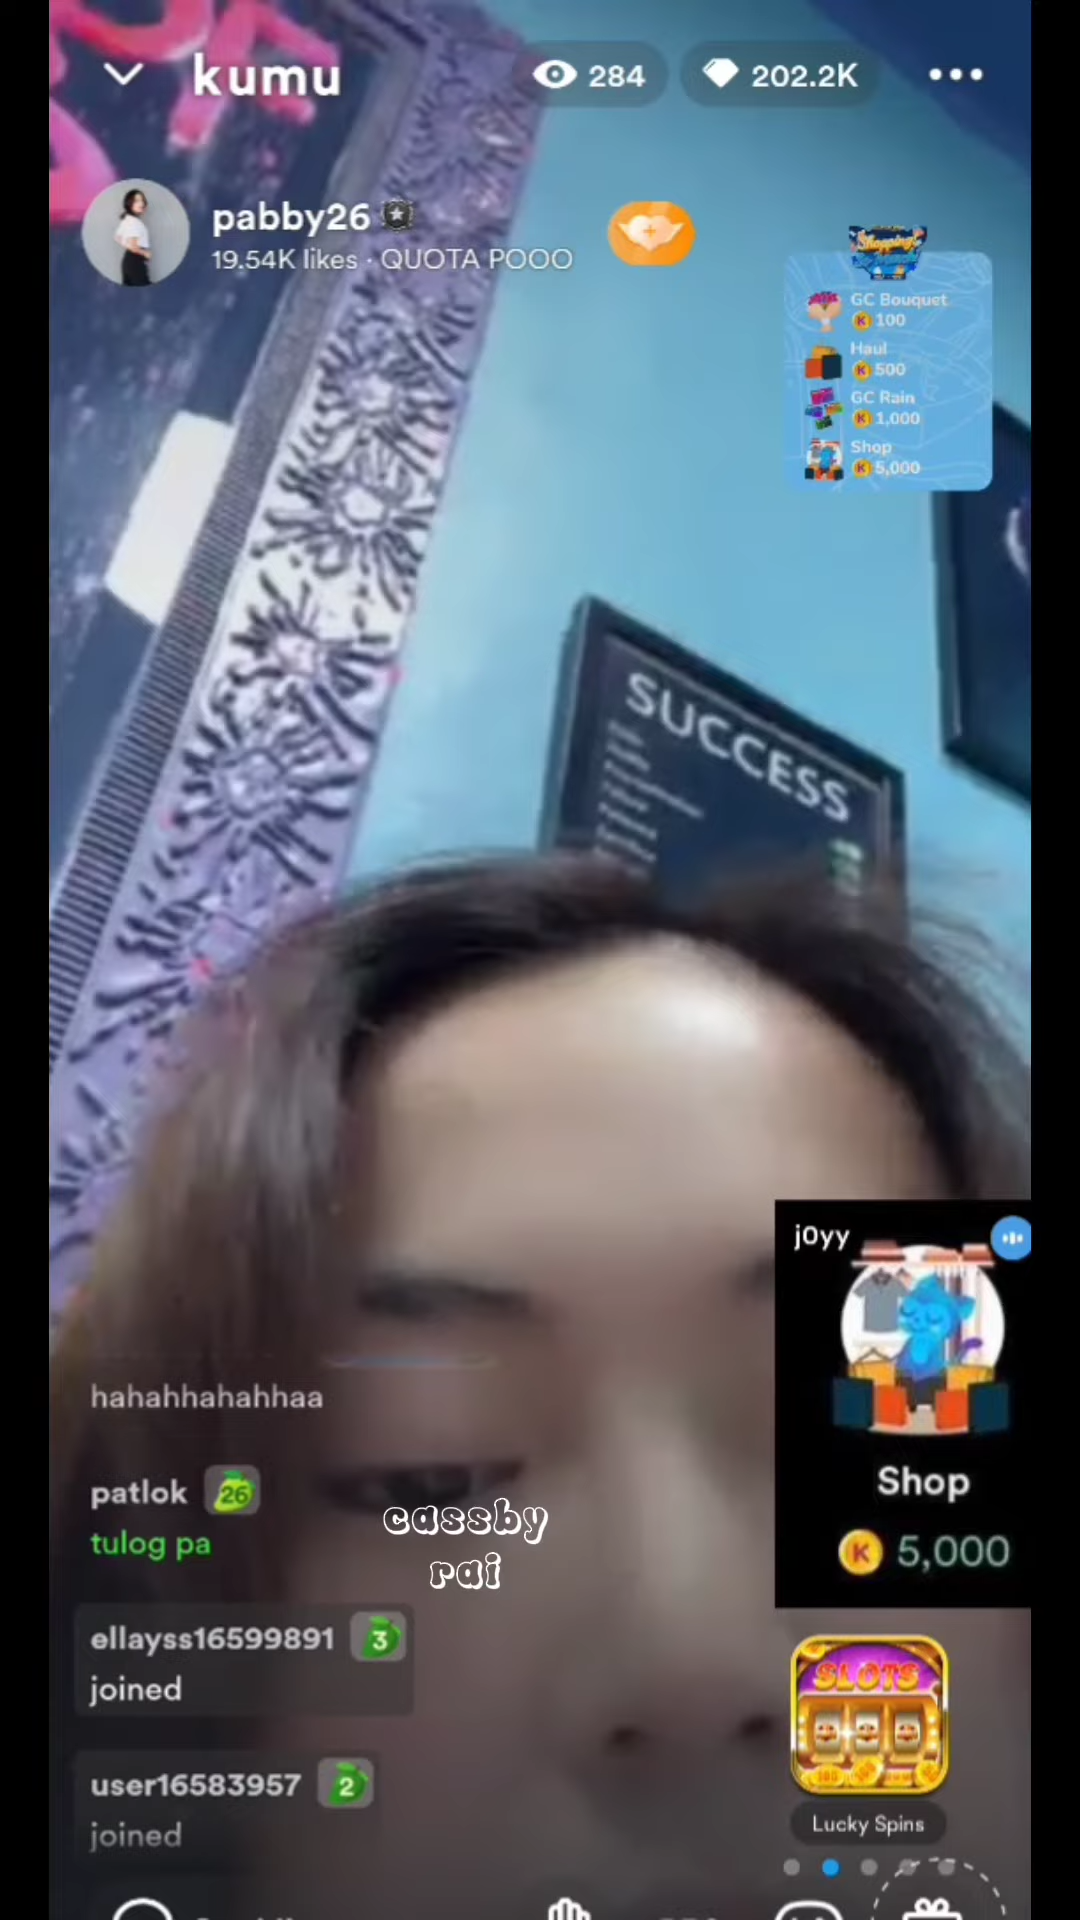 kumu
284
202.2K
pabby26
19.54K likes · QUOTA POOO
Shopping
GC Bouquet
K 100
Haul
K 500
GC Rain
K 1,000
Shop
K 5,000
SUCCESS
j0yy
Shop
K 5,000
hahahhahahhaa
patlok 26
tulog pa
cassby
rai
ellayss16599891 3
joined
user16583957 2
joined
SLOTS
Lucky Spins